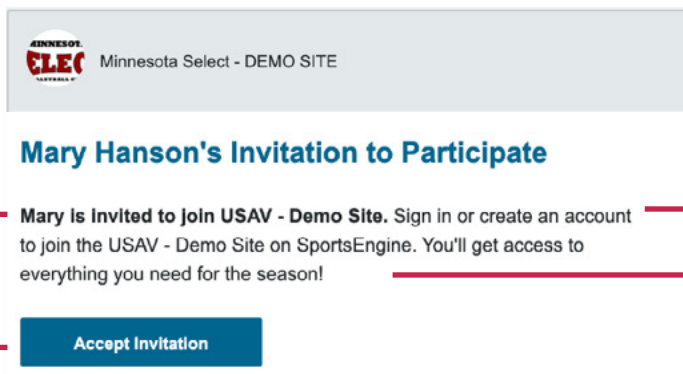 MINNESOT.
ELEC
Minnesota Select - DEMO SITE
Mary Hanson's Invitation to Participate
Mary is invited to join USAV - Demo Site. Sign in or create an account
to join the USAV - Demo Site on SportsEngine. You'll get access to
everything you need for the season!
Accept Invitation